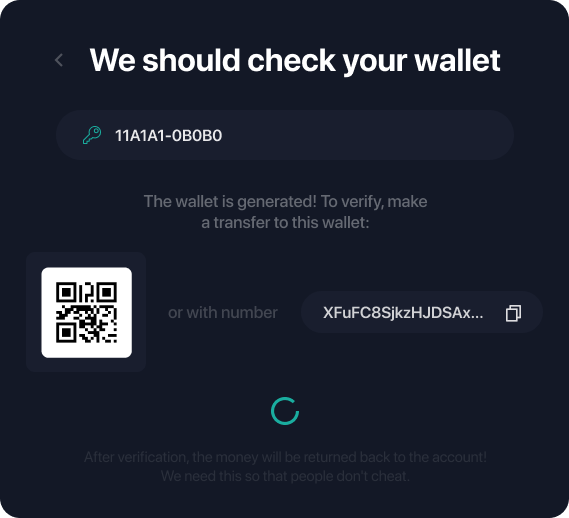 We should check your wallet
11A1A1-0B0B0
The wallet is generated! To verify, make
a transfer to this wallet:
or with number
XFuFC8SjkzHJDSAx...
After verification, the money will be returned back to the account!
We need this so that people don't cheat.